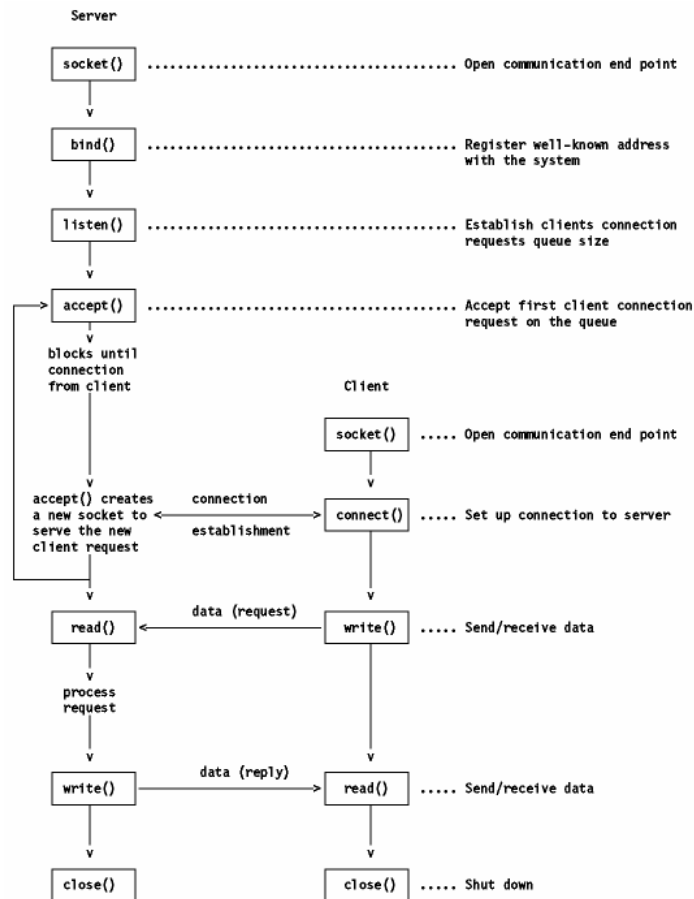 Server
socket() ........................................ Open communication end point
bind() ........................................ Register well-known address
with the system
listen() ........................................ Establish clients connection
requests queue size
accept() ........................................ Accept first client connection
request on the queue
blocks until
connection
from client
Client
socket() ..... Open communication end point
accept() creates
a new socket to
serve the new
client request
connection
establishment
connect() ..... Set up connection to server
data (request)
read()
write() ..... Send/receive data
process
request
data (reply)
write()
read() ..... Send/receive data
close()
close() ..... Shut down